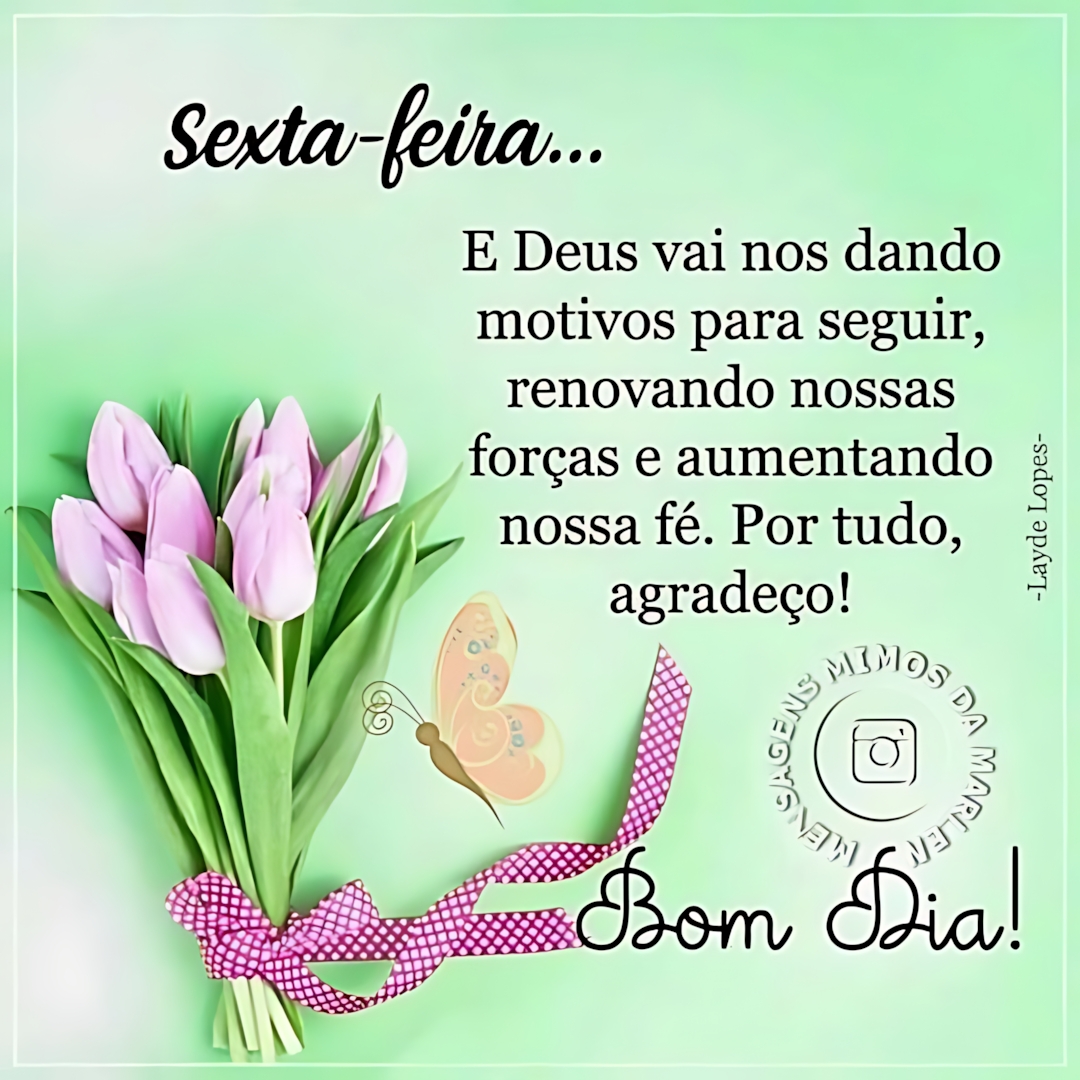 Sexta-feira...
E Deus vai nos dando
motivos para seguir,
renovando nossas
forças e aumentando
nossa fé. Por tudo,
agradeço!
-Layde Lopes-
MENSAGENS MIMOS DA MARLEN
Bom Dia!